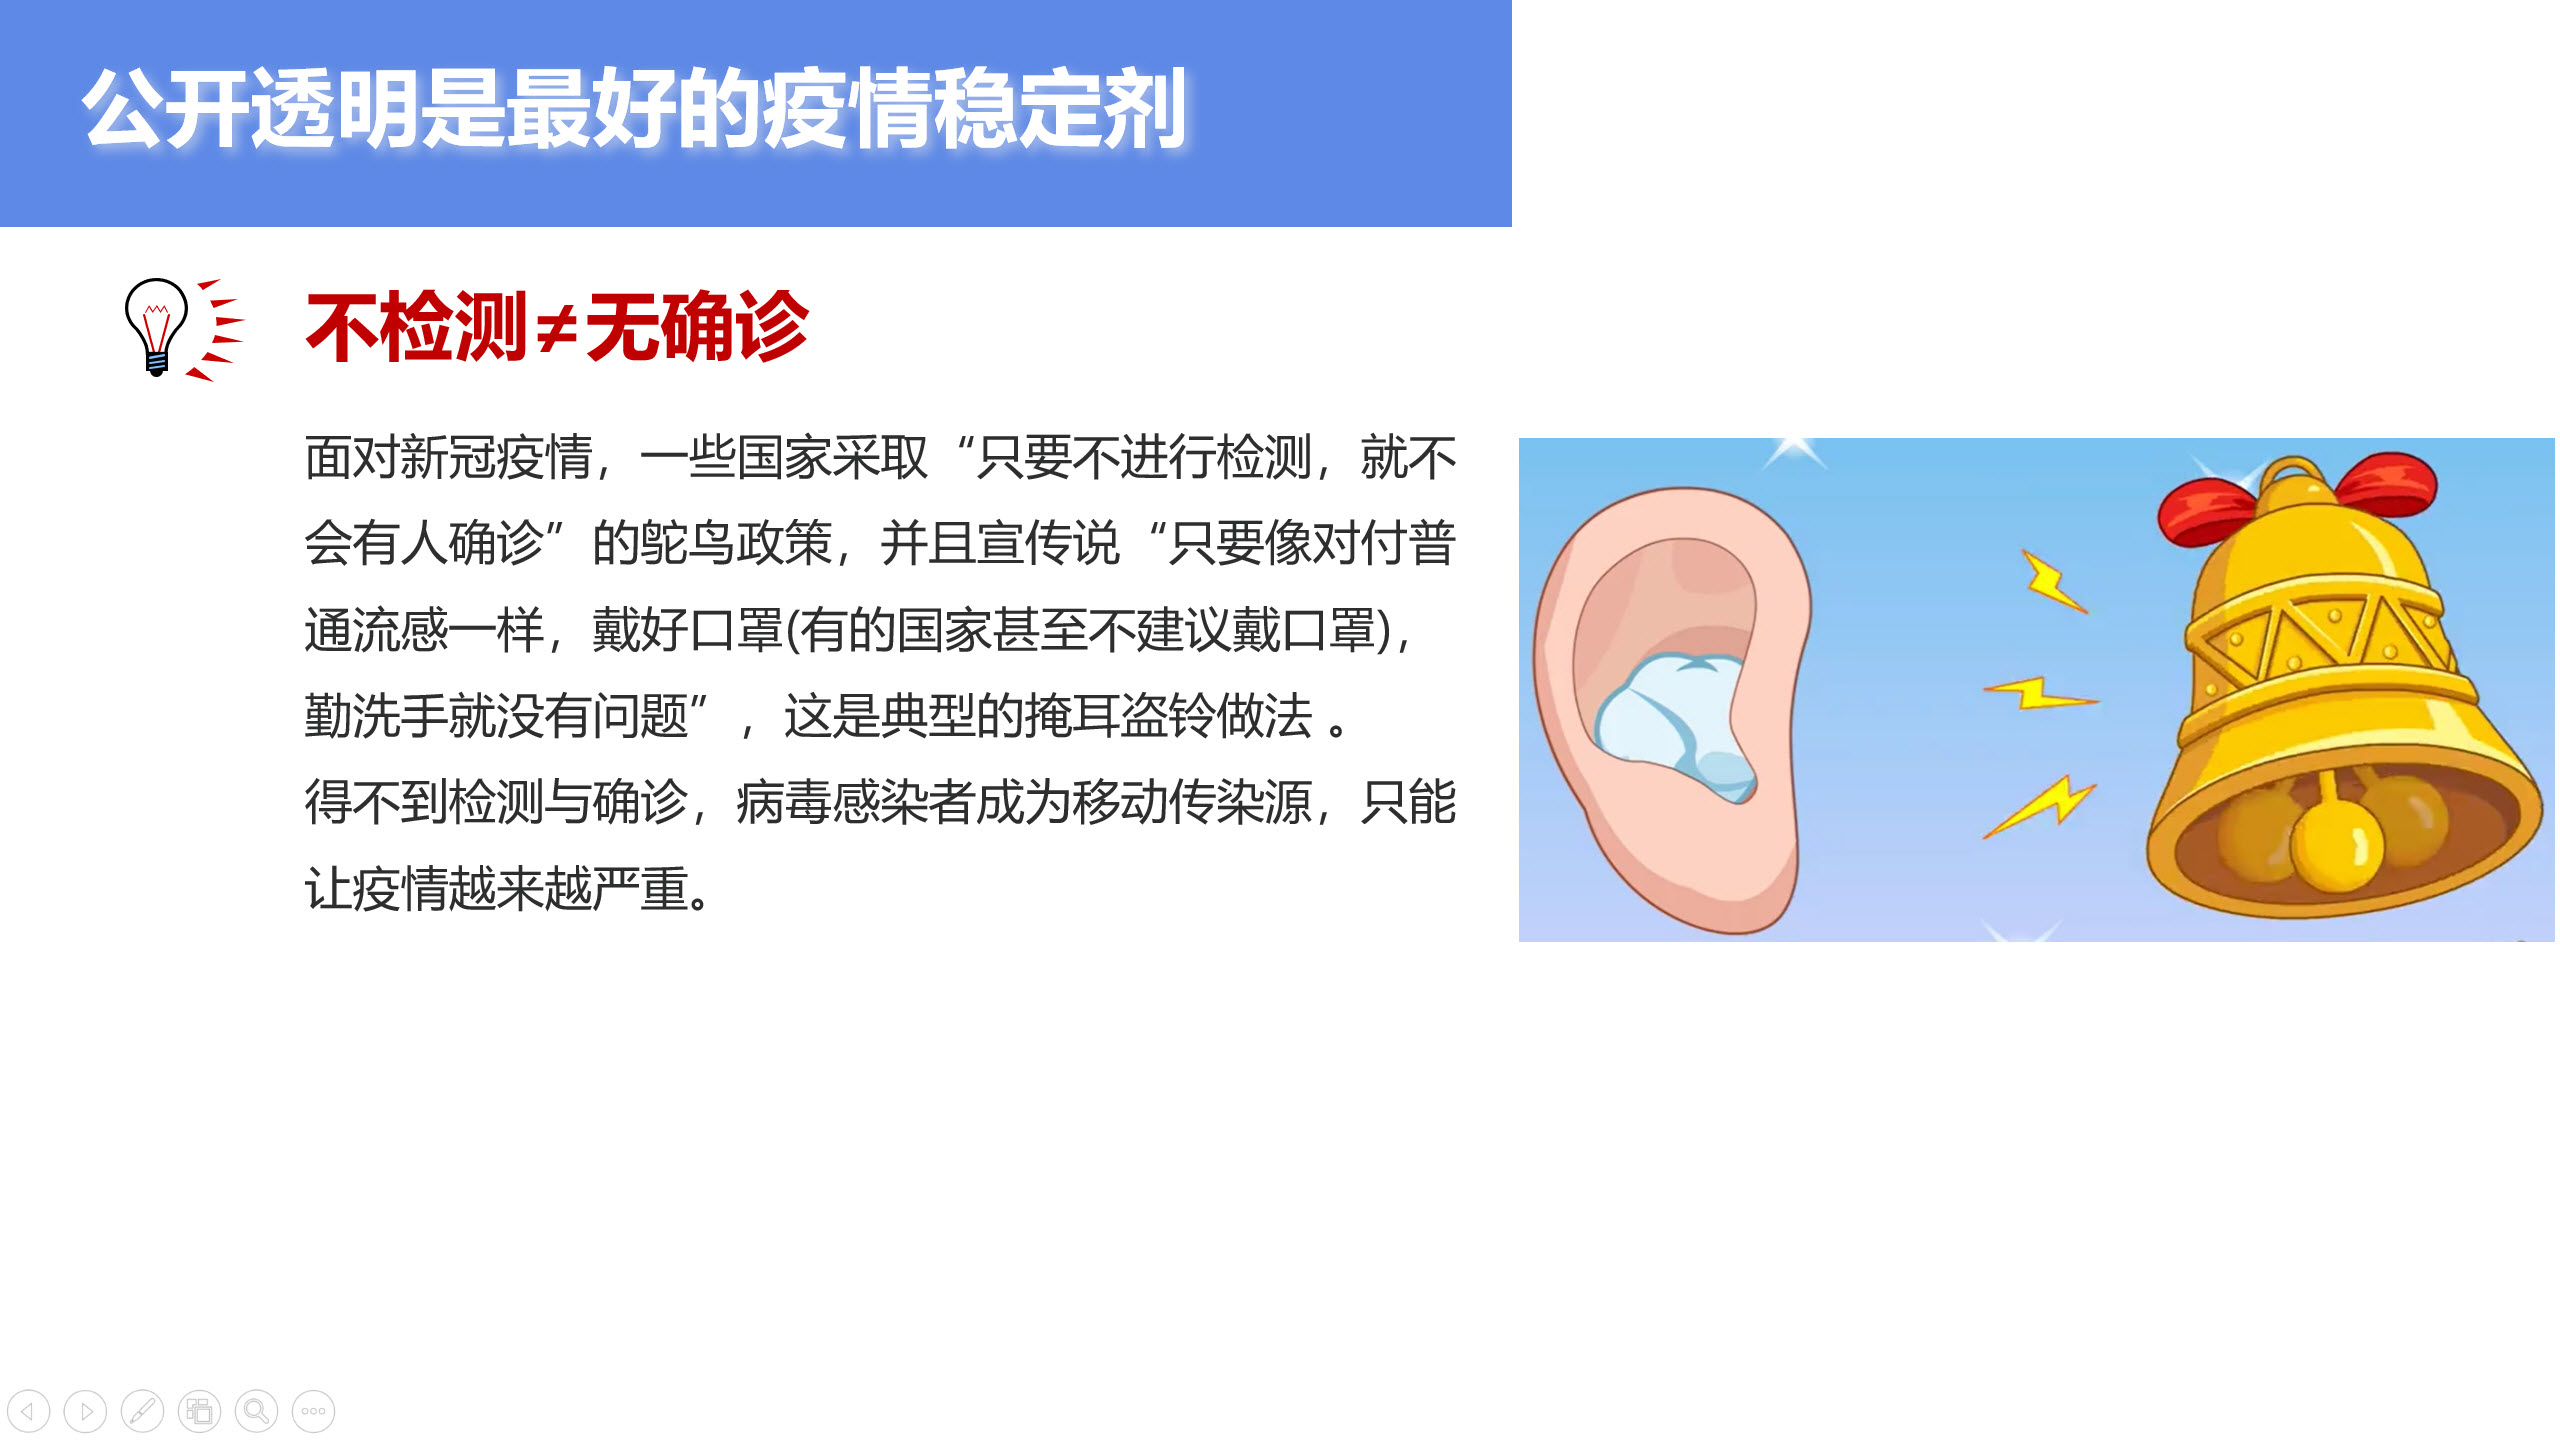 公开透明是最好的疫情稳定剂
不检测≠无确诊
面对新冠疫情，一些国家采取“只要不进行检测，就不
会有人确诊”的鸵鸟政策，并且宣传说“只要像对付普
通流感一样，戴好口罩(有的国家甚至不建议戴口罩)，
勤洗手就没有问题”，这是典型的掩耳盗铃做法 。
得不到检测与确诊，病毒感染者成为移动传染源，只能
让疫情越来越严重。